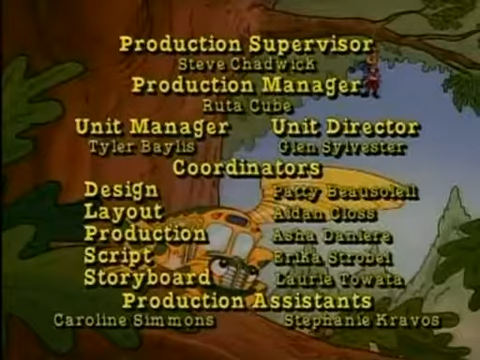 Production Supervisor
Steve Chadwick
Production Manager
Ruta Cube
Unit Manager Unit Director
Tyler Baylis Glen Sylvester
Coordinators
Design Patty Beausoleil
Layout Aidan Closs
Production Asha Daniere
Script Erika Strobel
Storyboard Laurie Towata
Production Assistants
Caroline Simmons Stephanie Kravos